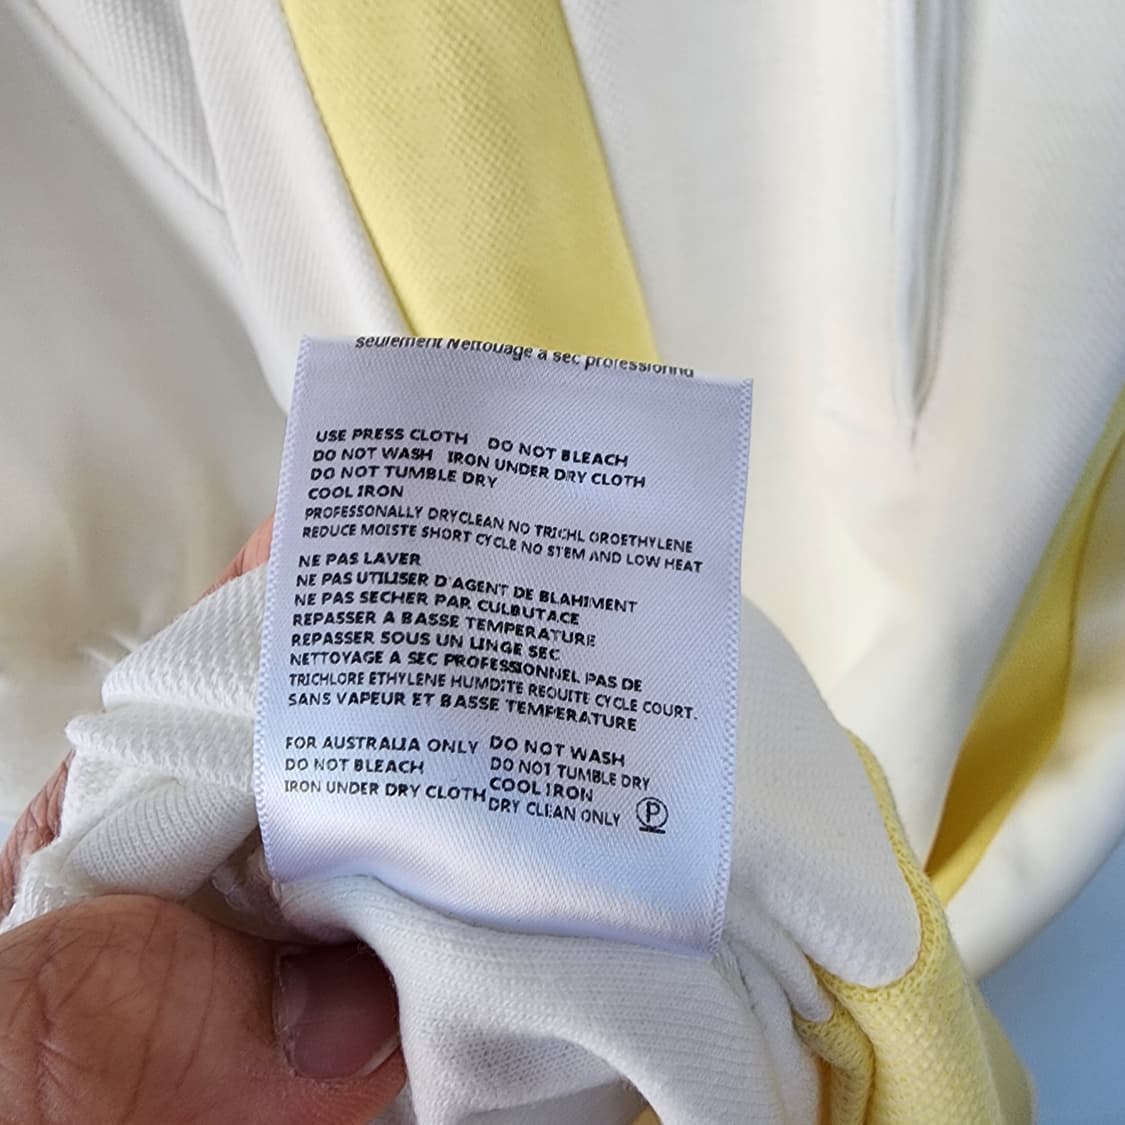 seulement Nettouage a sec professionna
USE PRESS CLOTH DO NOT BLEACH
DO NOT WASH IRON UNDER DRY CLOTH
DO NOT TUMBLE DRY
COOL IRON
PROFESSONALLY DRYCLEAN NO TRICHL OROETHYLENE
REDUCE MOISTE SHORT CYCLE NO STEM AND LOW HEAT
NE PAS LAVER
NE PAS UTILISER D'AGENT DE BLAHIMENT
NE PAS SECHER PAR CULBUTACE
REPASSER A BASSE TEMPERATURE
REPASSER SOUS UN LINGE SEC
NETTOYAGE A SEC PROFESSIONNEL PAS DE
TRICHLORE ETHYLENE HUMDITE REQUITE CYCLE COURT.
SANS VAPEUR ET BASSE TEMFERATURE
FOR AUSTRALIA ONLY DO NOT WASH
DO NOT BLEACH DO NOT TUMBLE DRY
IRON UNDER DRY CLOTH COOL IRON
DRY CLEAN ONLY P